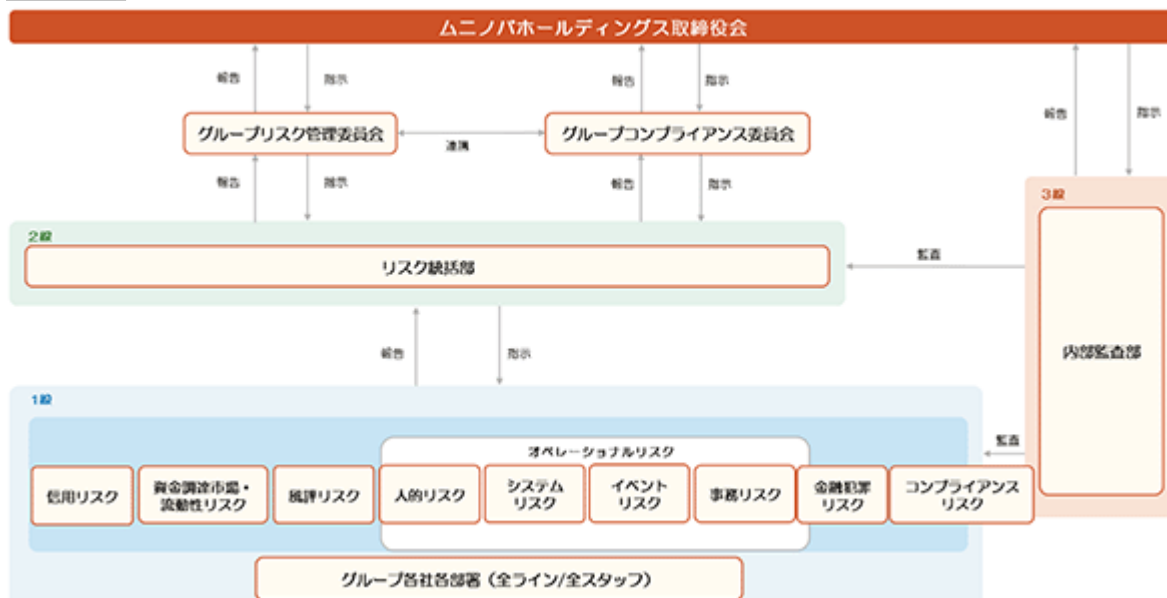 ムニノバホールディングス取締役会
報告
指示
報告
指示
報告
指示
グループリスク管理委員会
連携
グループコンプライアンス委員会
報告
指示
報告
指示
3線
2線
リスク統括部
監査
内部監査部
報告
指示
1線
監査
オペレーショナルリスク
信用リスク
資金調達市場・
流動性リスク
風評リスク
人的リスク
システム
リスク
イベント
リスク
事務リスク
金融犯罪
リスク
コンプライアンス
リスク
グループ各社各部署（全ライン/全スタッフ）